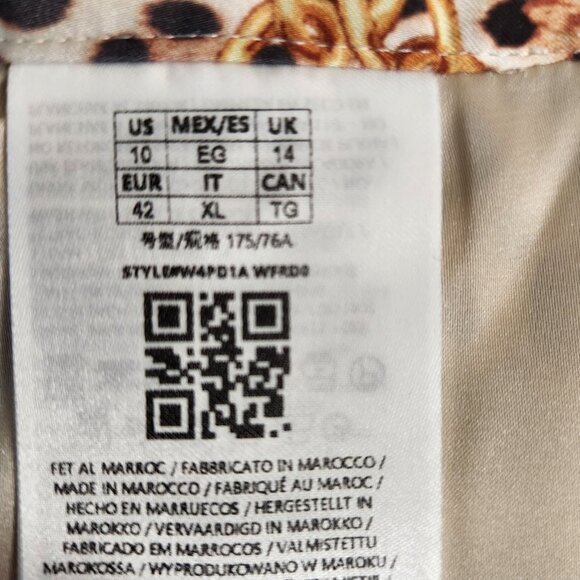 US MEX/ES UK
10 EG 14
EUR IT CAN
42 XL TG
号型/规格 175/76A
STYLE#W4PD1A WFRD0
FET AL MARROC / FABBRICATO IN MAROCCO /
MADE IN MAROCCO / FABRIQUÉ AU MAROC /
HECHO EN MARRUECOS / HERGESTELLT IN
MAROKKO / VERVAARDIGD IN MAROKKO /
FABRICADO EM MARROCOS / VALMISTETTU
MAROKOSSA / WYPRODUKOWANO W MAROKU /